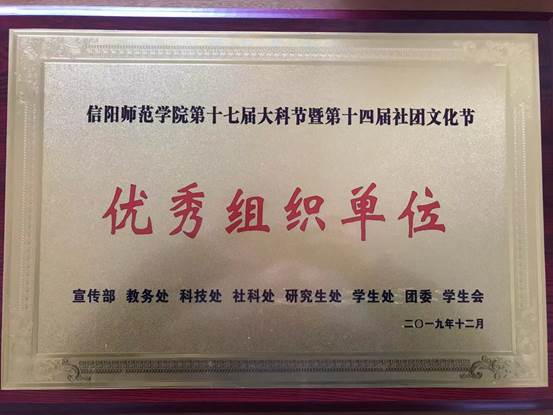 信阳师范学院第十七届大科节暨第十四届社团文化节
优秀组织单位
宣传部 教务处 科技处 社科处 研究生处 学生处 团委 学生会
二〇一九年十二月